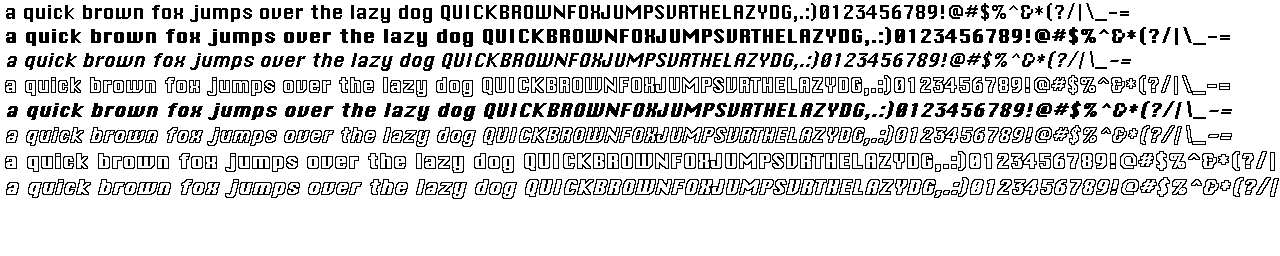 a quick brown fox jumps over the lazy dog QUICKBROWNFOXJUMPSVRTHELAZYDG,.:)0123456789!@#$%^&*(?/|\_-=
a quick brown fox jumps over the lazy dog QUICKBROWNFOXJUMPSVRTHELAZYDG,.:)0123456789!@#$%^&*(?/|\_-=
a quick brown fox jumps over the lazy dog QUICKBROWNFOXJUMPSVRTHELAZYDG,.:)0123456789!@#$%^&*(?/|\_-=
a quick brown fox jumps over the lazy dog QUICKBROWNFOXJUMPSVRTHELAZYDG,.:)0123456789!@#$%^&*(?/|\_-=
a quick brown fox jumps over the lazy dog QUICKBROWNFOXJUMPSVRTHELAZYDG,.:)0123456789!@#$%^&*(?/|\_-=
a quick brown fox jumps over the lazy dog QUICKBROWNFOXJUMPSVRTHELAZYDG,.:)0123456789!@#$%^&*(?/|\_-=
a quick brown fox jumps over the lazy dog QUICKBROWNFOXJUMPSVRTHELAZYDG,.:)0123456789!@#$%^&*(?/|
a quick brown fox jumps over the lazy dog QUICKBROWNFOXJUMPSVRTHELAZYDG,.:)0123456789!@#$%^&*(?/|